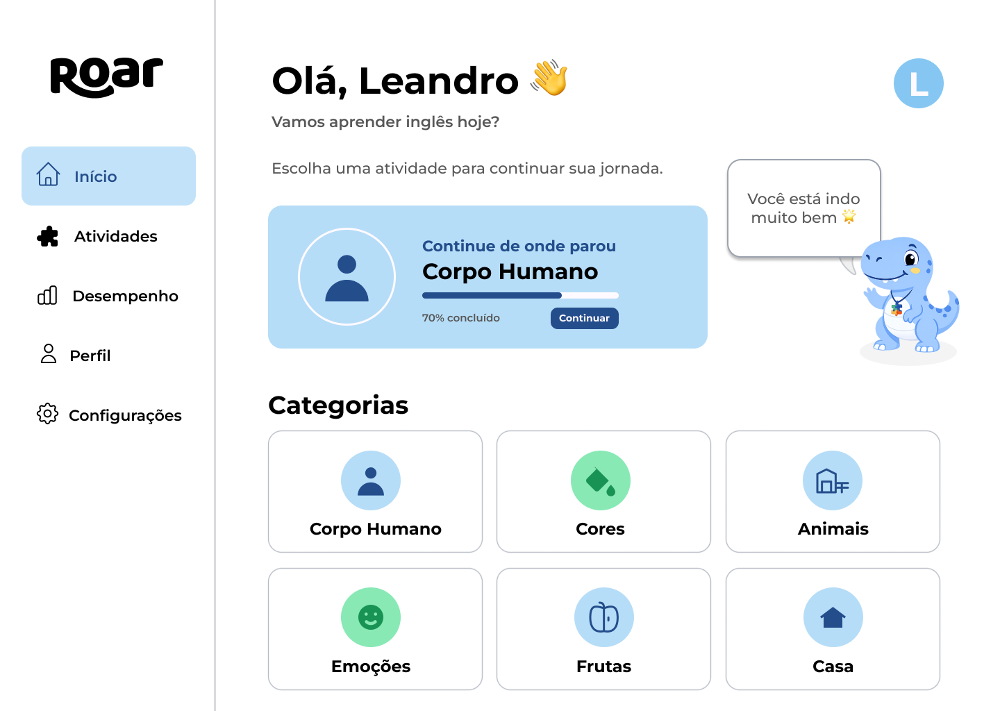 Roar
Início
Atividades
Desempenho
Perfil
Configurações
Olá, Leandro 👋
Vamos aprender inglês hoje?
Escolha uma atividade para continuar sua jornada.
L
Você está indo
muito bem 🌟
Continue de onde parou
Corpo Humano
70% concluído
Continuar
Categorias
Corpo Humano
Cores
Animais
Emoções
Frutas
Casa